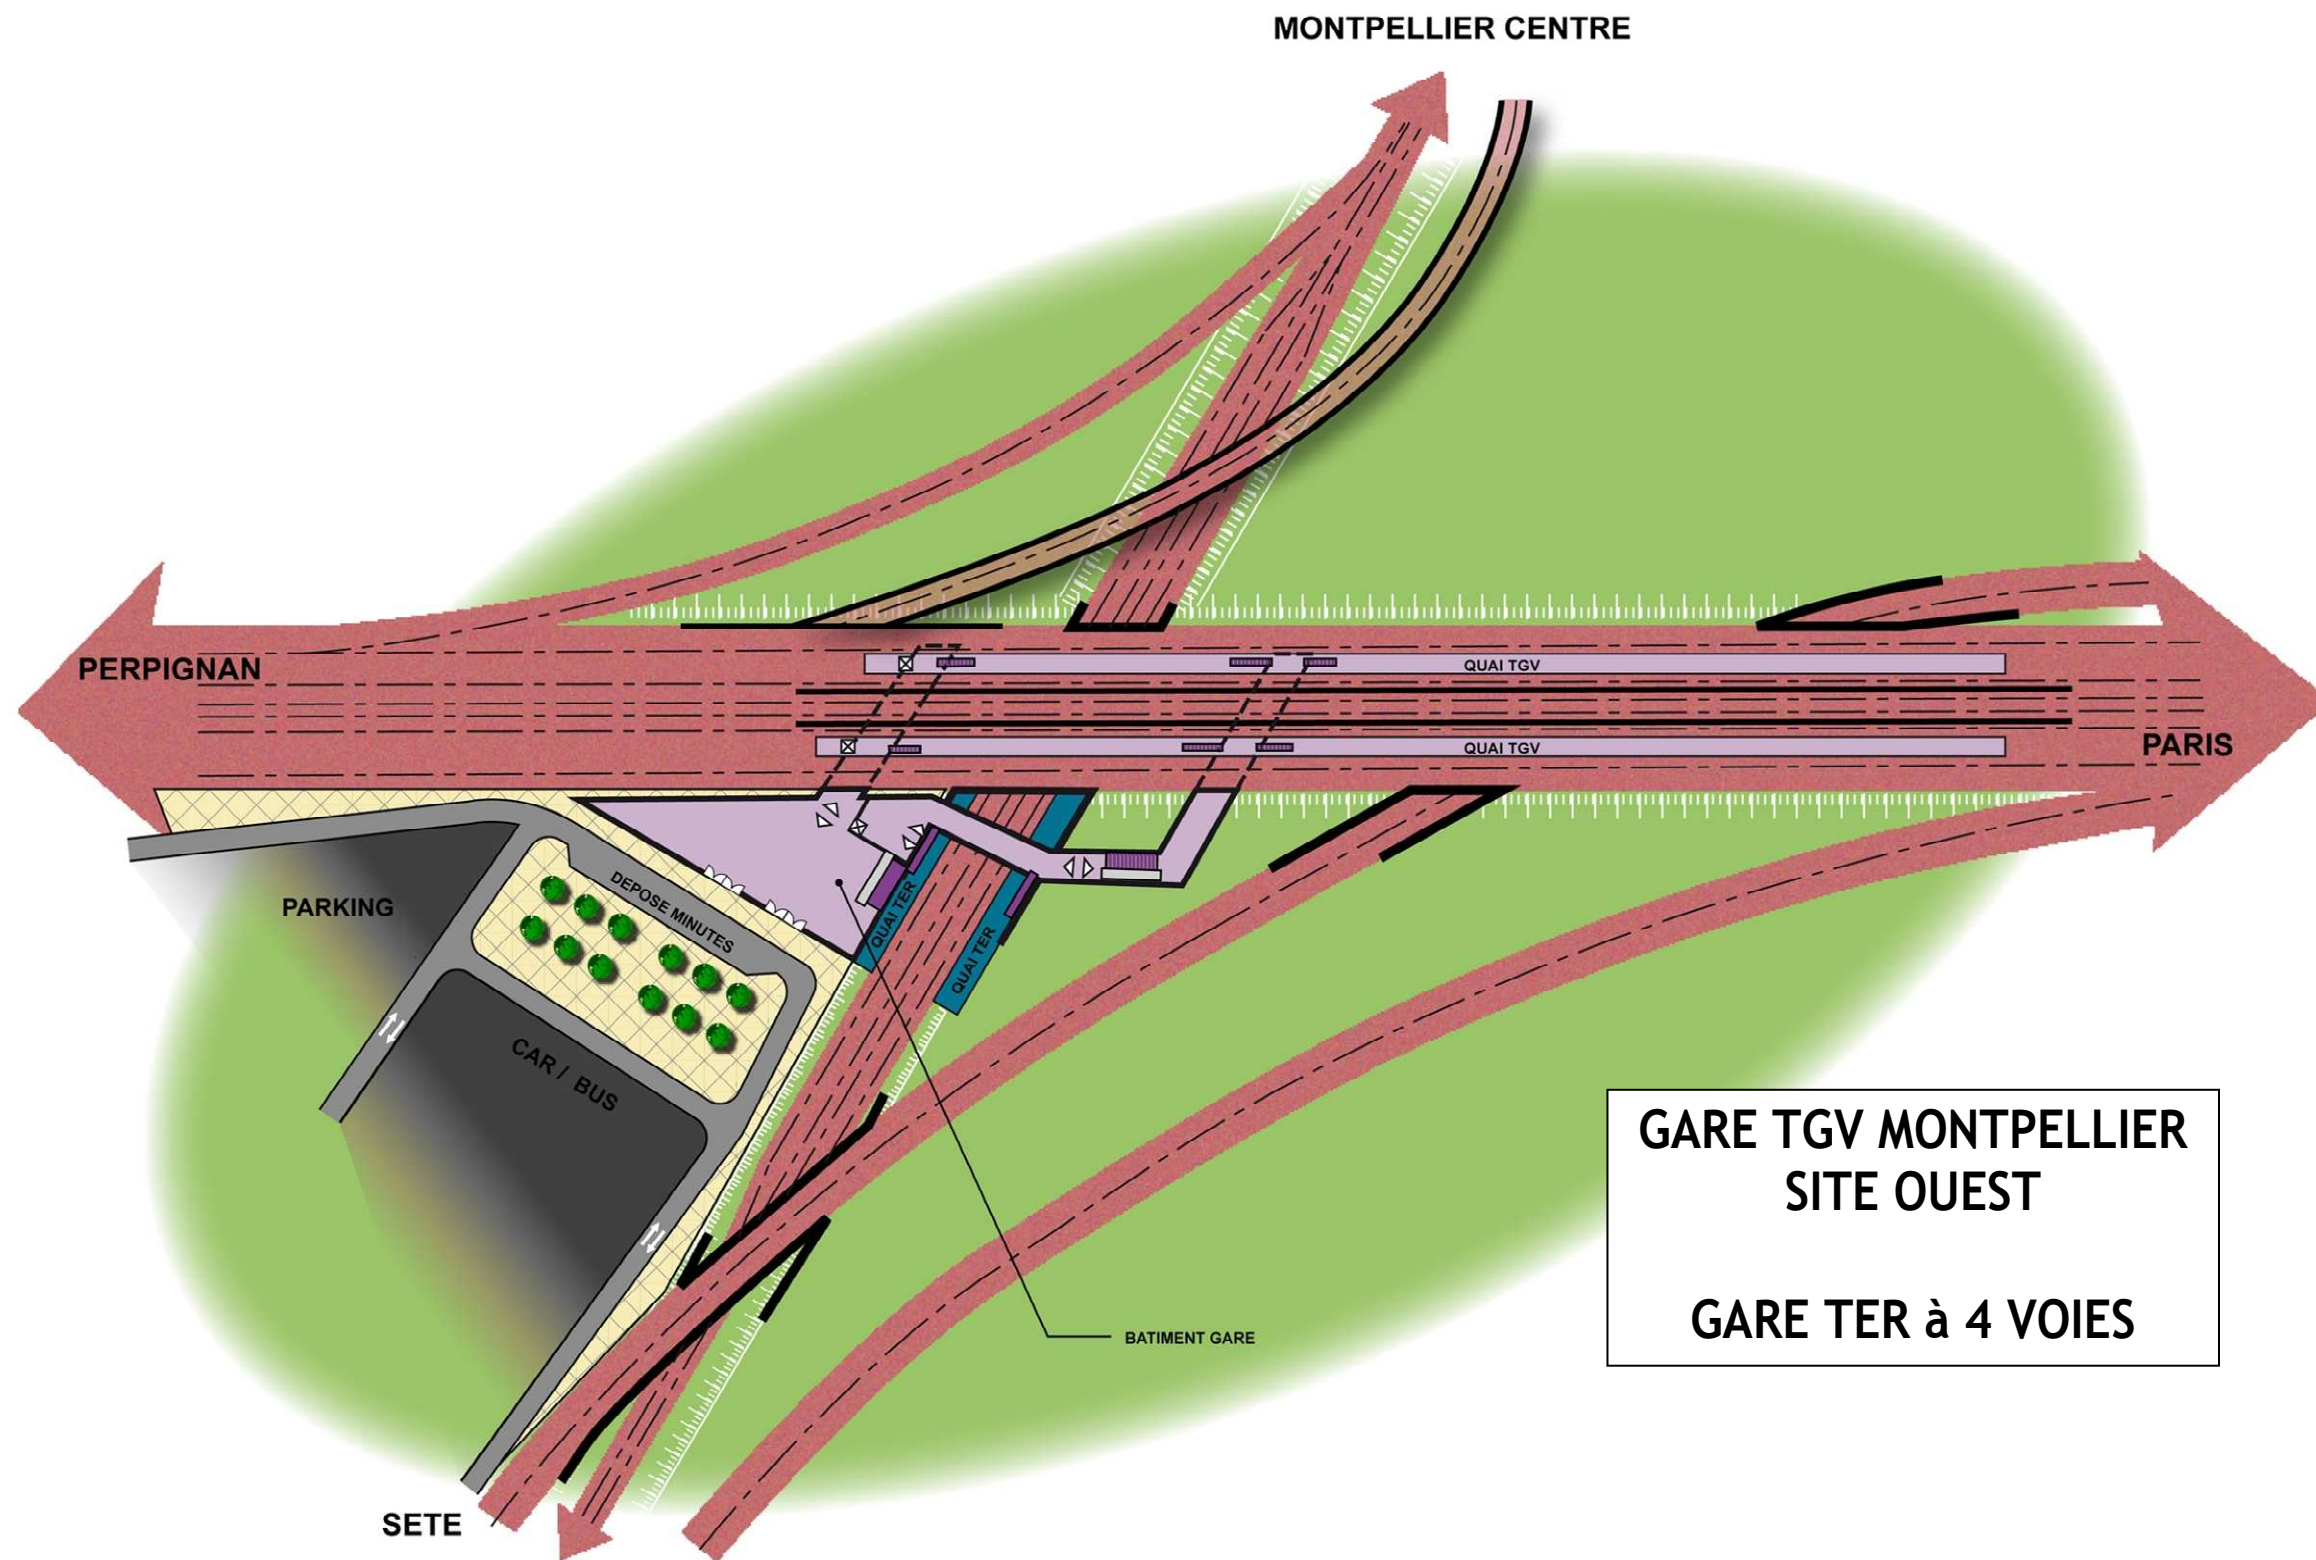 MONTPELLIER CENTRE
PERPIGNAN
QUAI TGV
QUAI TGV
PARIS
PARKING
DEPOSE MINUTES
QUAI TER
QUAI TER
CAR / BUS
BATIMENT GARE
SETE
GARE TGV MONTPELLIER
SITE OUEST
GARE TER à 4 VOIES